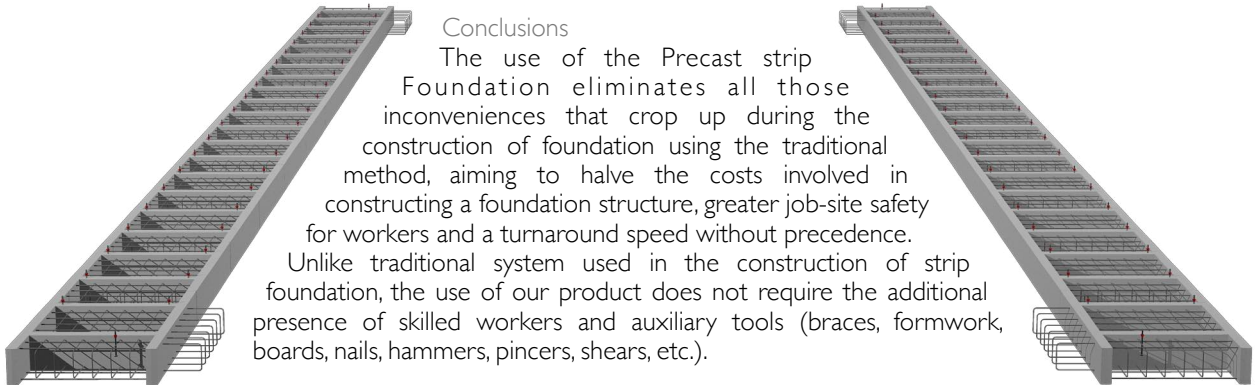 Conclusions
The use of the Precast strip
Foundation eliminates all those
inconveniences that crop up during the
construction of foundation using the traditional
method, aiming to halve the costs involved in
constructing a foundation structure, greater job-site safety
for workers and a turnaround speed without precedence.
Unlike traditional system used in the construction of strip
foundation, the use of our product does not require the additional
presence of skilled workers and auxiliary tools (braces, formwork,
boards, nails, hammers, pincers, shears, etc.).